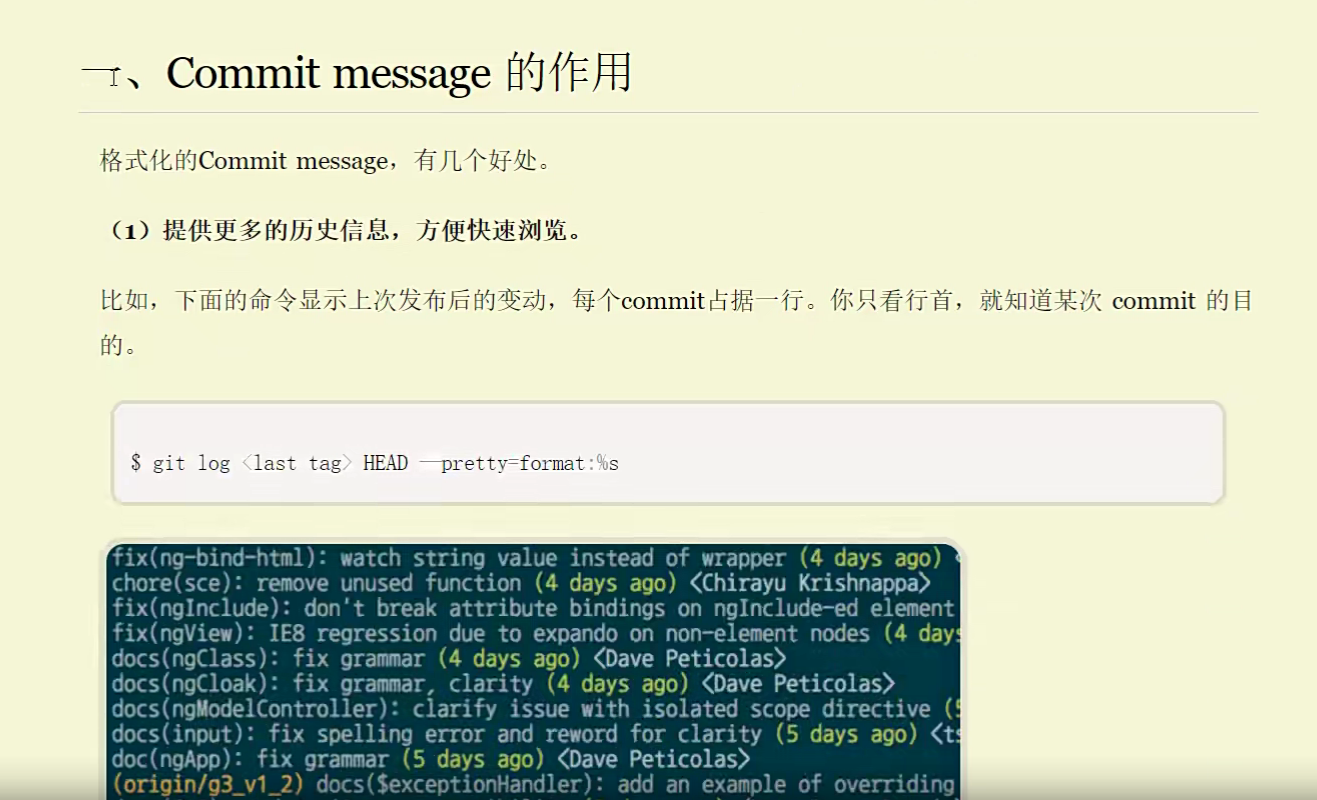 一、Commit message 的作用
格式化的Commit message，有几个好处。
（1）提供更多的历史信息，方便快速浏览。
比如，下面的命令显示上次发布后的变动，每个commit占据一行。你只看行首，就知道某次 commit 的目
的。
$ git log <last tag> HEAD --pretty=format:%s
fix(ng-bind-html): watch string value instead of wrapper (4 days ago)
chore(sce): remove unused function (4 days ago) <Chirayu Krishnappa>
fix(ngInclude): don't break attribute bindings on ngInclude-ed element
fix(ngView): IE8 regression due to expando on non-element nodes (4 days
docs(ngClass): fix grammar (4 days ago) <Dave Peticolas>
docs(ngCloak): fix grammar, clarity (4 days ago) <Dave Peticolas>
docs(ngModelController): clarify issue with isolated scope directive (5
docs(input): fix spelling error and reword for clarity (5 days ago) <ts
doc(ngApp): fix grammar (5 days ago) <Dave Peticolas>
(origin/g3_v1_2) docs($exceptionHandler): add an example of overriding